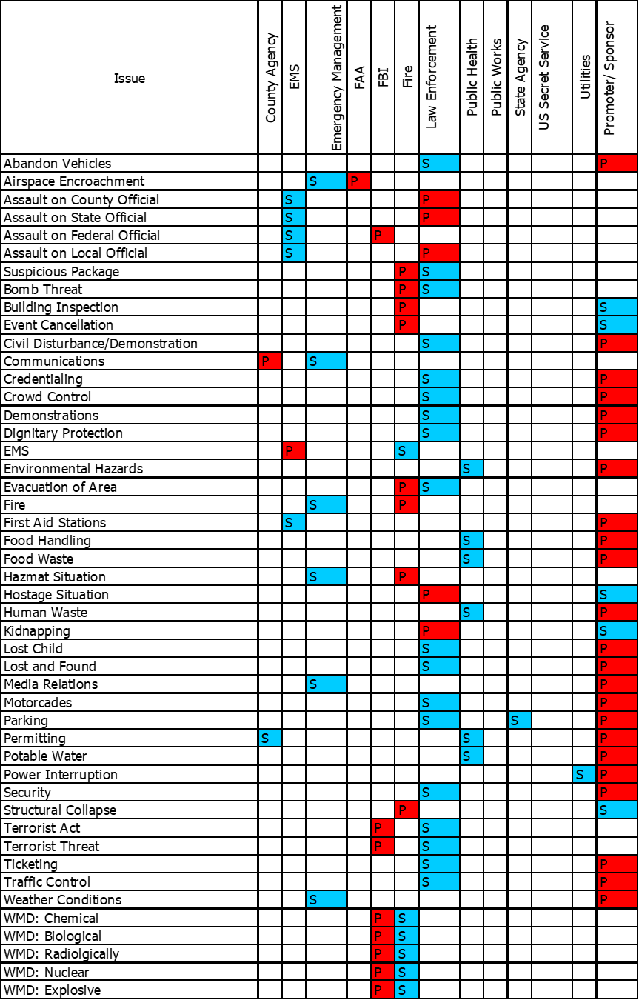 Issue County Agency EMS Emergency Management FAA FBI Fire Law Enforcement Public Health Public Works State Agency US Secret Service Utilities Promoter/ Sponsor
Abandon Vehicles S P
Airspace Encroachment S P
Assault on County Official S P
Assault on State Official S P
Assault on Federal Official S P
Assault on Local Official S P
Suspicious Package P S
Bomb Threat P S
Building Inspection P S
Event Cancellation P S
Civil Disturbance/Demonstration S P
Communications P S
Credentialing S P
Crowd Control S P
Demonstrations S P
Dignitary Protection S P
EMS P S
Environmental Hazards S P
Evacuation of Area P S
Fire S P
First Aid Stations S P
Food Handling S P
Food Waste S P
Hazmat Situation S P
Hostage Situation P S
Human Waste S P
Kidnapping P S
Lost Child S P
Lost and Found S P
Media Relations S P
Motorcades S P
Parking S S P
Permitting S S P
Potable Water S P
Power Interruption S P
Security S P
Structural Collapse P S
Terrorist Act P S
Terrorist Threat P S
Ticketing S P
Traffic Control S P
Weather Conditions S P
WMD: Chemical P S
WMD: Biological P S
WMD: Radiolgically P S
WMD: Nuclear P S
WMD: Explosive P S